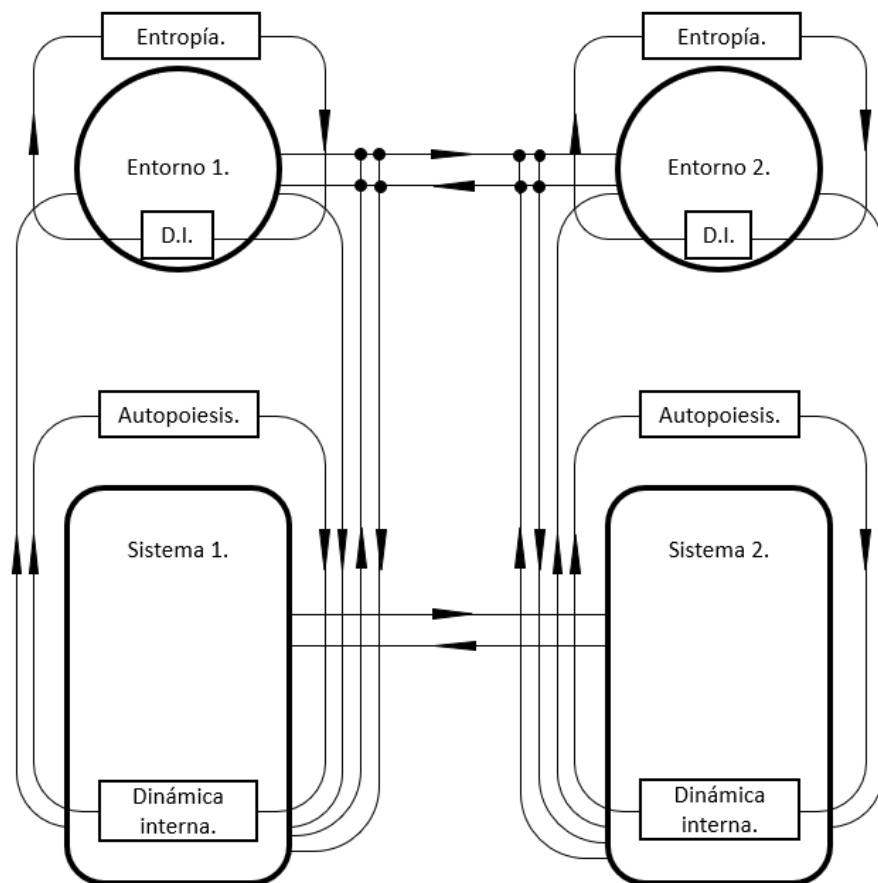 Entropía.
Entropía.
Entorno 1.
Entorno 2.
D.I.
D.I.
Autopoiesis.
Autopoiesis.
Sistema 1.
Sistema 2.
Dinámica
interna.
Dinámica
interna.